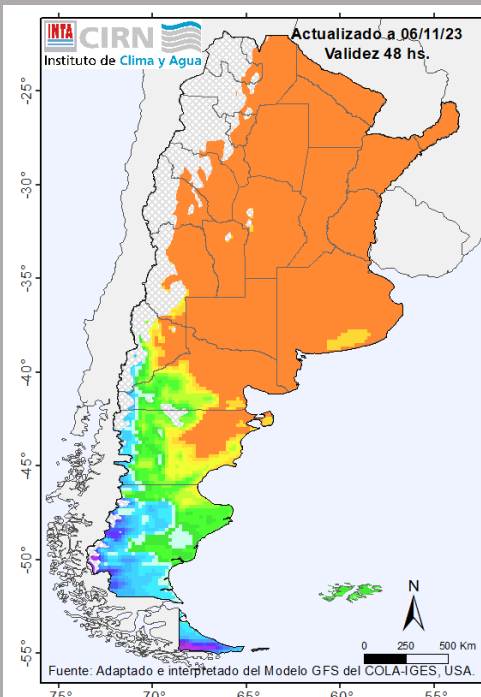 INTA CIRN
Instituto de Clima y Agua
Actualizado a 06/11/23
Validez 48 hs.
-25°
-30°
-35°
-40°
-45°
-50°
-55°
N
0 250 500 Km
Fuente: Adaptado e interpretado del Modelo GFS del COLA-IGES, USA.
75° -70° -65° -60° -55°